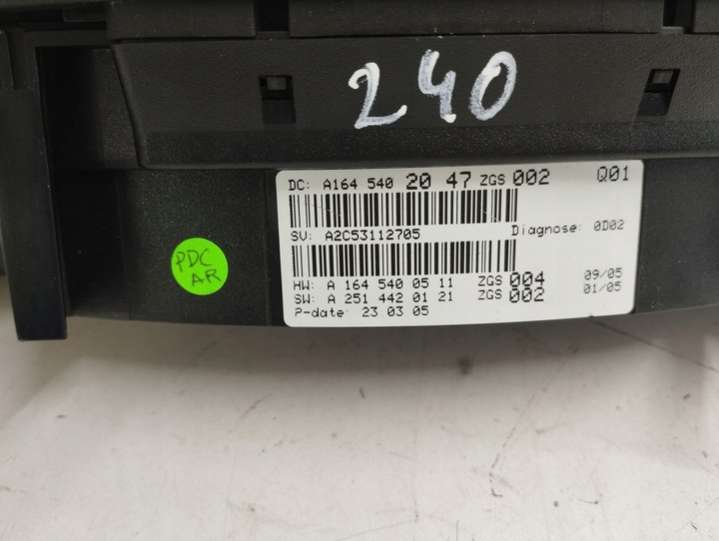 240
DC: A164 540 20 47 ZGS 002 Q01
SV: A2C53112705 Diagnose: 0D02
HW: A 164 540 05 11 ZGS 004 09/05
SW: A 251 442 01 21 ZGS 002 01/05
P-date: 23 03 05
PDC
AR